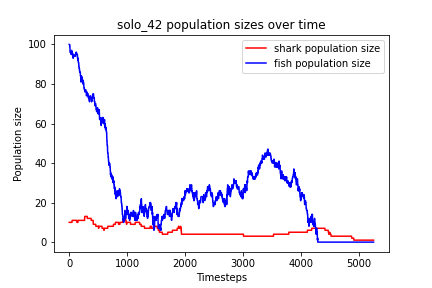 solo_42 population sizes over time
shark population size
fish population size
Population size
100
80
60
40
20
0
0
1000
2000
3000
4000
5000
Timesteps